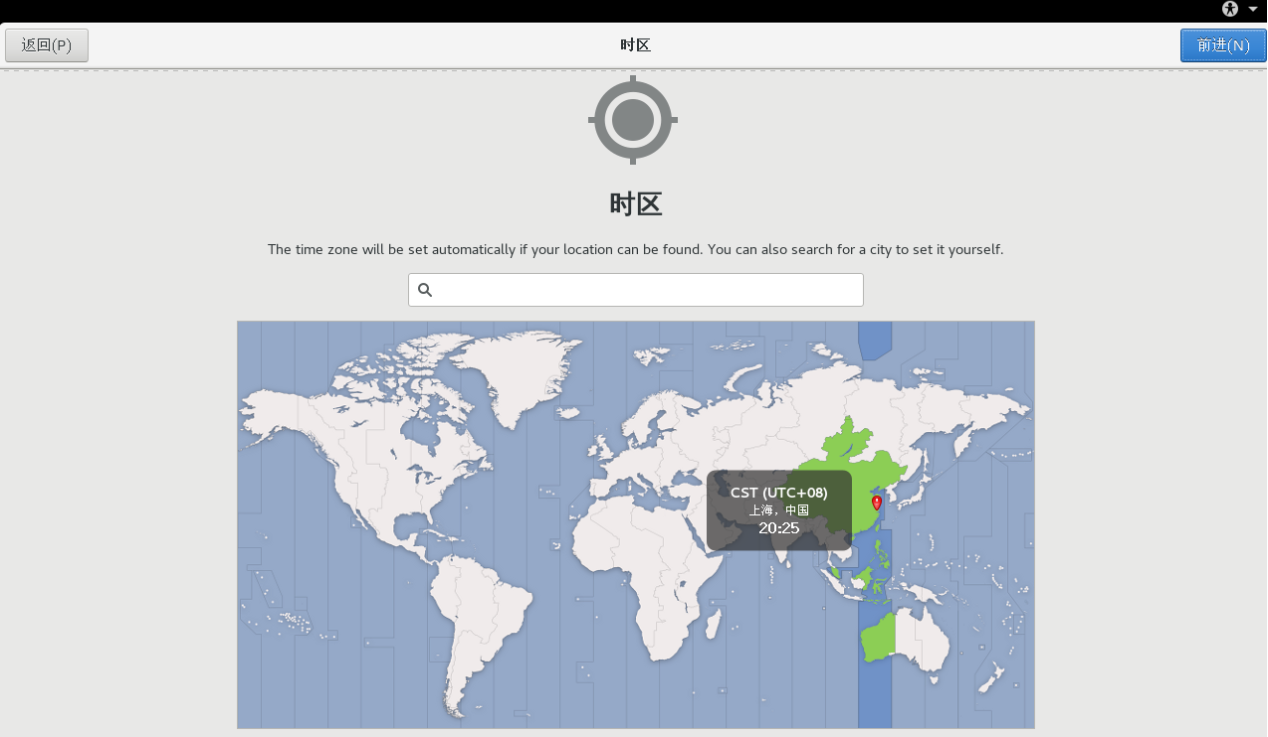 返回(P)
时区
前进(N)
时区
The time zone will be set automatically if your location can be found. You can also search for a city to set it yourself.
CST (UTC+08)
上海，中国
20:25